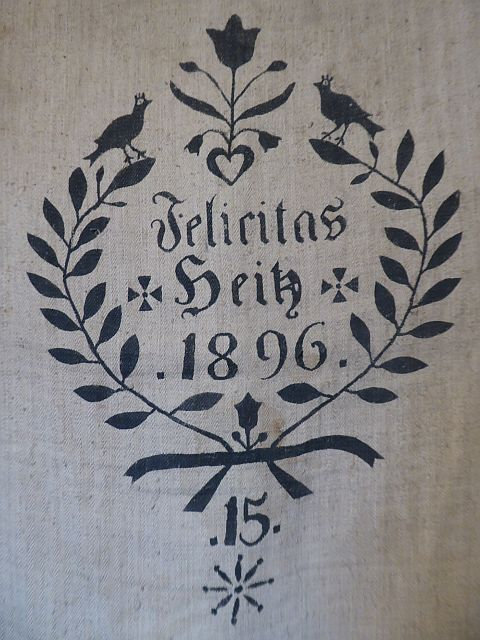 Felicitas
Heitz
.1896.
.15.